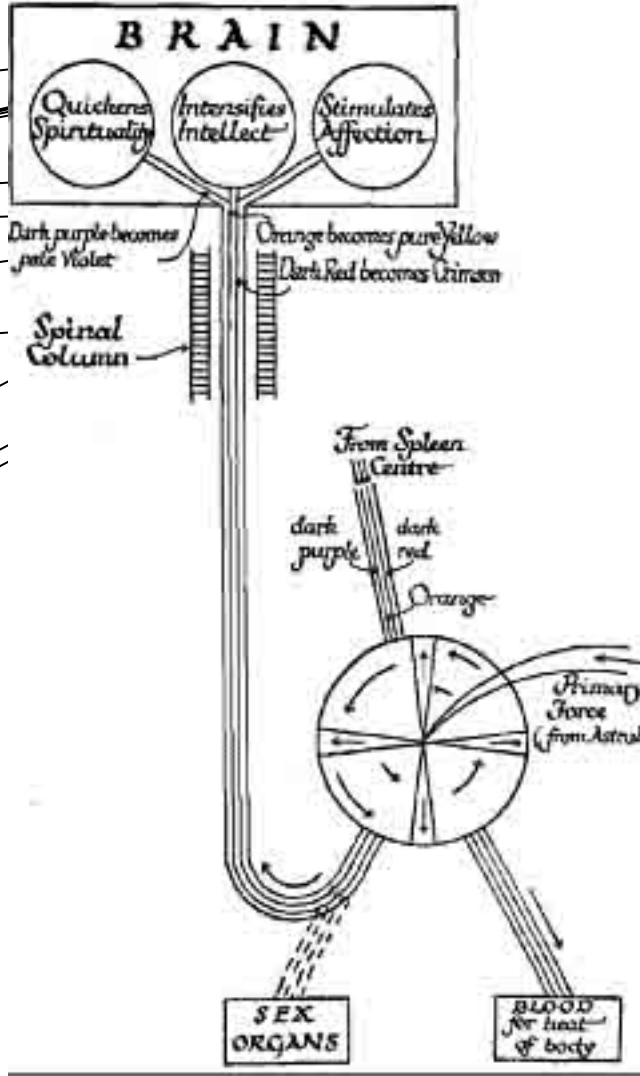 BRAIN
Quickens
Spirituality
Intensifies
Intellect
Stimulates
Affection
Dark purple becomes
pale Violet
Orange becomes pure Yellow
Dark Red becomes Crimson
Spinal
Column
From Spleen
Centre
dark
purple
dark
red
Orange
Primary
Force
(from Astral
SEX
ORGANS
BLOOD
for heat
of body